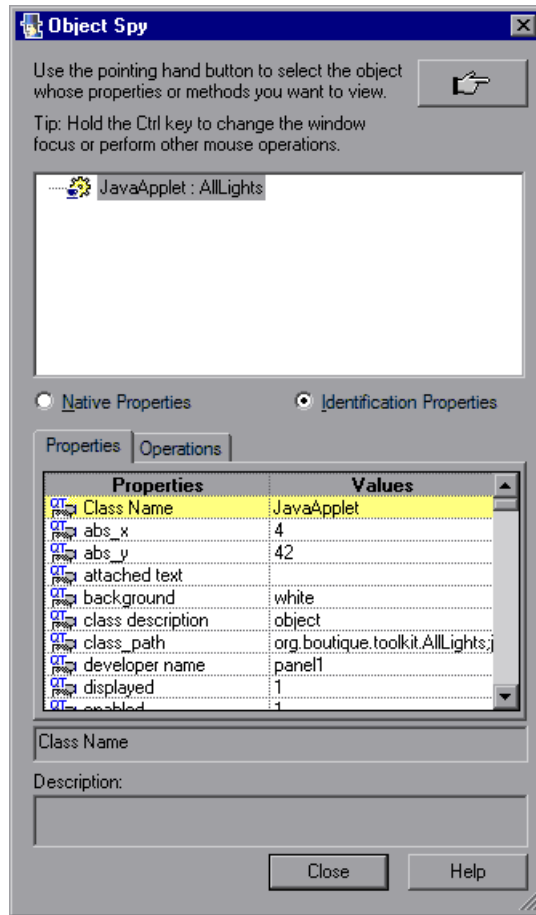 Object Spy
Use the pointing hand button to select the object
whose properties or methods you want to view.
Tip: Hold the Ctrl key to change the window
focus or perform other mouse operations.
JavaApplet : AllLights
Native Properties Identification Properties
Properties Operations
Properties Values
Class Name JavaApplet
abs_x 4
abs_y 42
attached text
background white
class description object
class_path org.boutique.toolkit.AllLights;j
developer name panel1
displayed 1
enabled 1
Class Name
Description:
Close Help